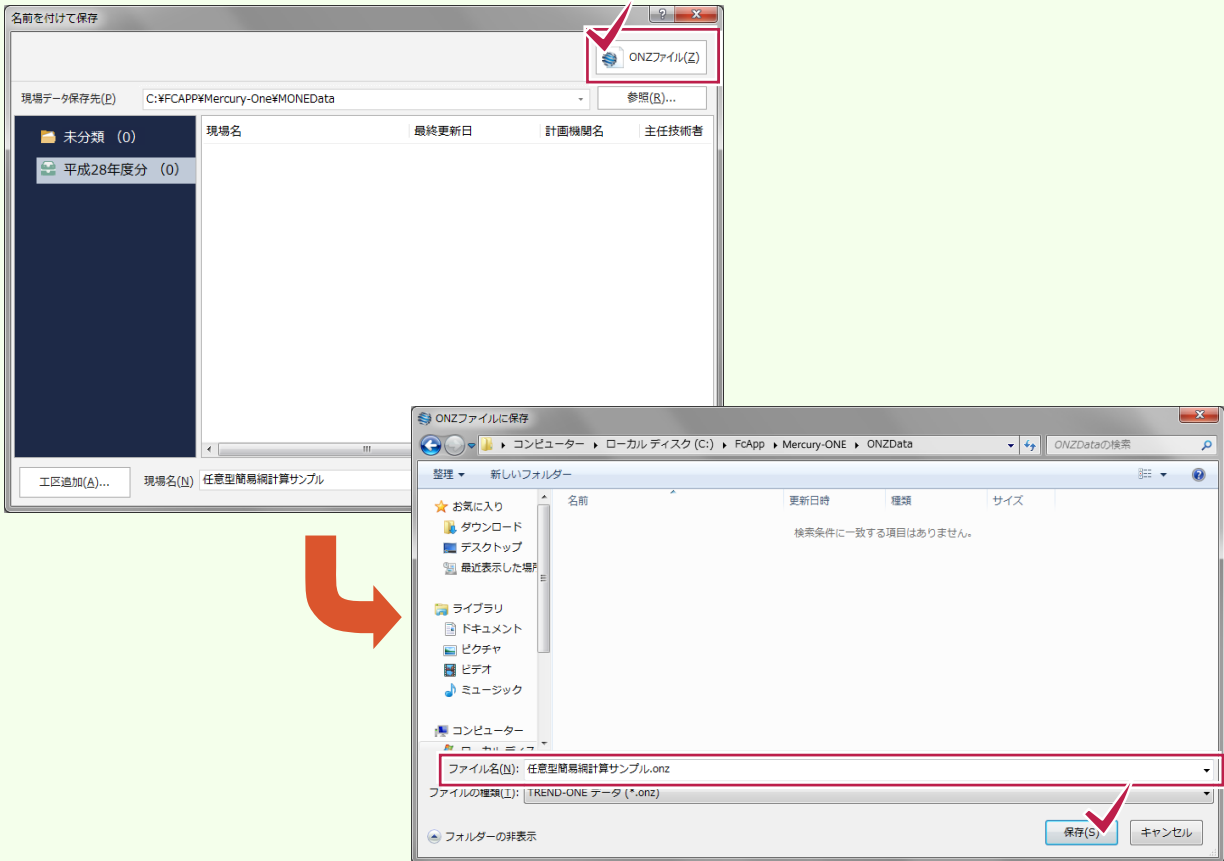 名前を付けて保存
ONZファイル(Z)
現場データ保存先(P) C:¥FCAPP¥Mercury-One¥MONEData 参照(R)...
未分類 (0)
平成28年度分 (0)
現場名 最終更新日 計画機関名 主任技術者
工区追加(A)... 現場名(N) 任意型簡易網計算サンプル
ONZファイルに保存
コンピューター ローカル ディスク (C:) FcApp Mercury-ONE ONZData ONZDataの検索
整理 新しいフォルダー
お気に入り
ダウンロード
デスクトップ
最近表示した場所
ライブラリ
ドキュメント
ピクチャ
ビデオ
ミュージック
コンピューター
ローカル ディス
名前 更新日時 種類 サイズ
検索条件に一致する項目はありません。
ファイル名(N): 任意型簡易網計算サンプル.onz
ファイルの種類(T): TREND-ONE データ (*.onz)
フォルダーの非表示 保存(S) キャンセル